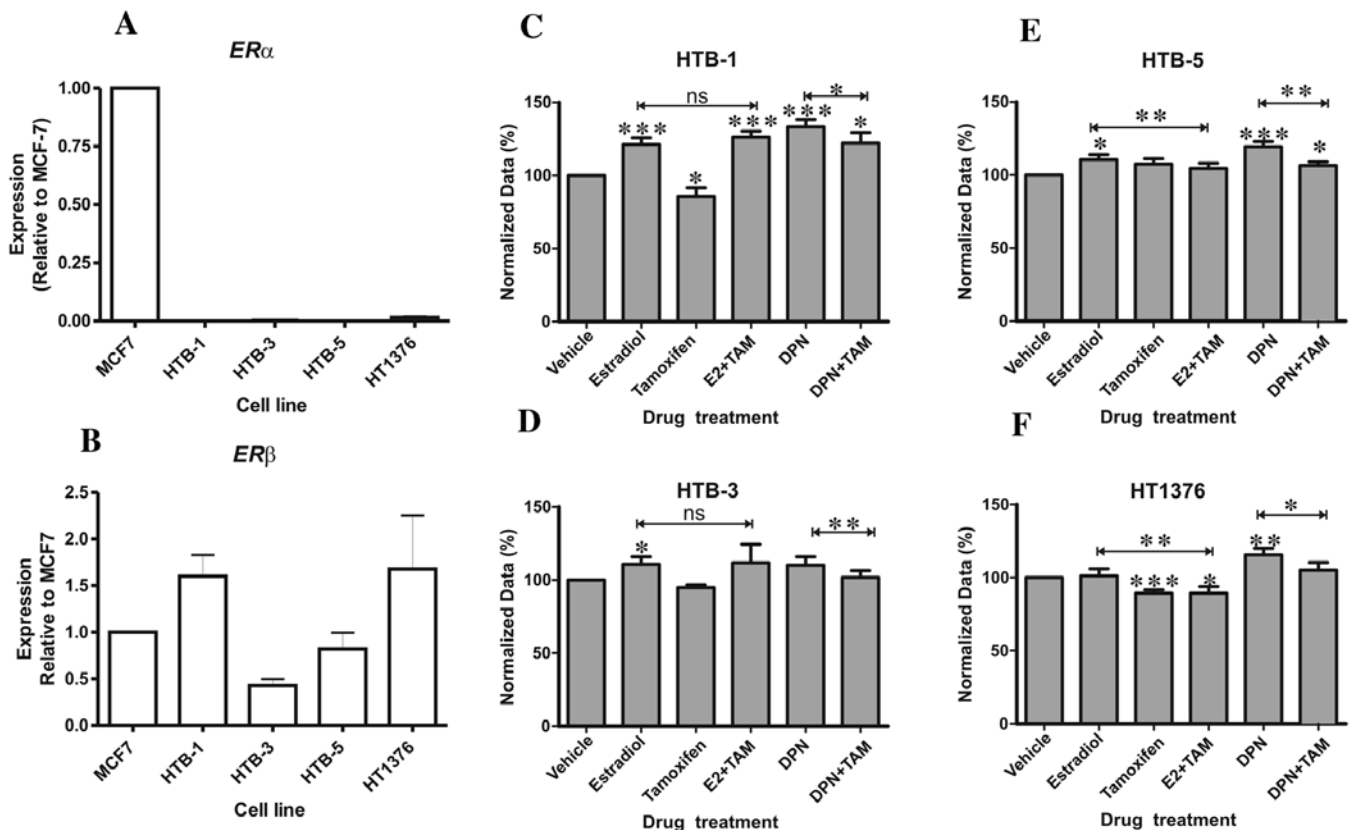 A
ERα
1.00
0.75
0.50
0.25
0.00
Expression
(Relative to MCF-7)
MCF7
HTB-1
HTB-3
HTB-5
HT1376
Cell line
B
ERβ
2.5
2.0
1.5
1.0
0.5
0.0
Expression
Relative to MCF7
MCF7
HTB-1
HTB-3
HTB-5
HT1376
Cell line
C
HTB-1
150
100
50
0
Normalized Data (%)
ns
*
***
*
***
***
*
Vehicle
Estradiol
Tamoxifen
E2+TAM
DPN
DPN+TAM
Drug treatment
D
HTB-3
150
100
50
0
Normalized Data (%)
ns
**
*
Vehicle
Estradiol
Tamoxifen
E2+TAM
DPN
DPN+TAM
Drug treatment
E
HTB-5
150
100
50
0
Normalized Data (%)
**
**
*
***
*
Vehicle
Estradiol
Tamoxifen
E2+TAM
DPN
DPN+TAM
Drug treatment
F
HT1376
150
100
50
0
Normalized Data (%)
**
*
***
*
**
Vehicle
Estradiol
Tamoxifen
E2+TAM
DPN
DPN+TAM
Drug treatment